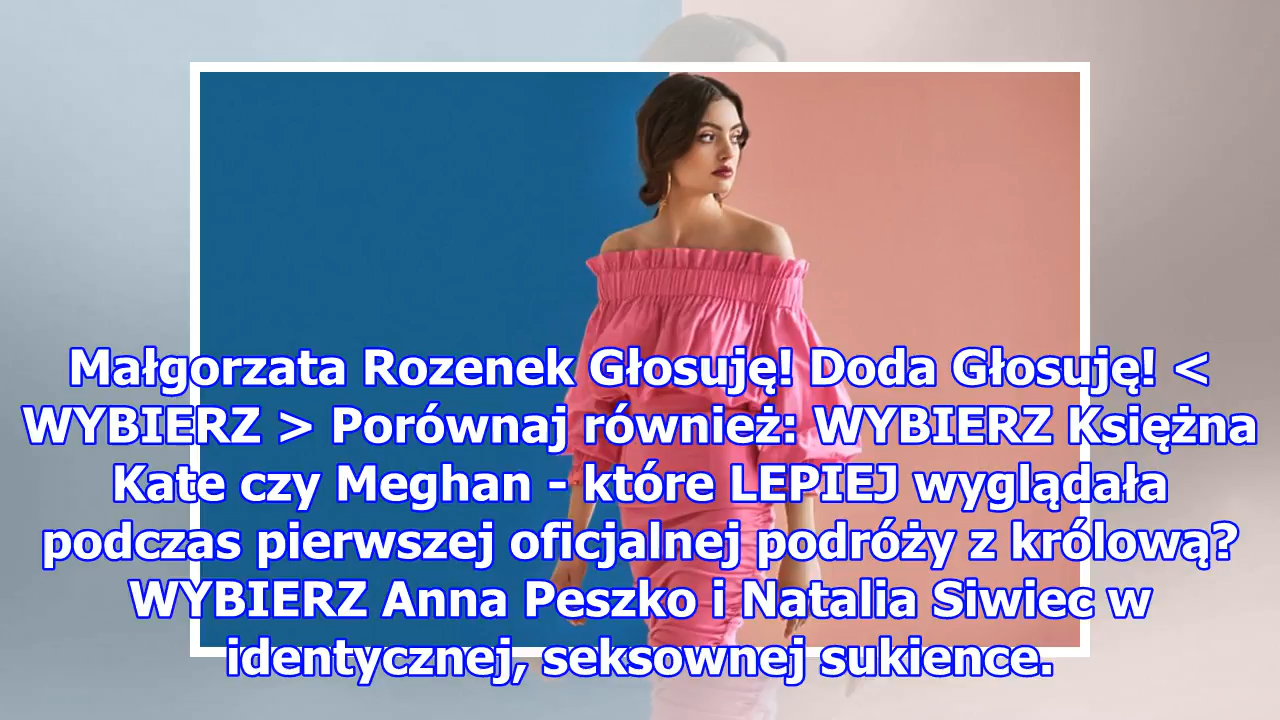 Małgorzata Rozenek Głosuję! Doda Głosuję! <
WYBIERZ > Porównaj również: WYBIERZ Księżna
Kate czy Meghan - które LEPIEJ wyglądała
podczas pierwszej oficjalnej podróży z królową?
WYBIERZ Anna Peszko i Natalia Siwiec w
identycznej, seksownej sukience.